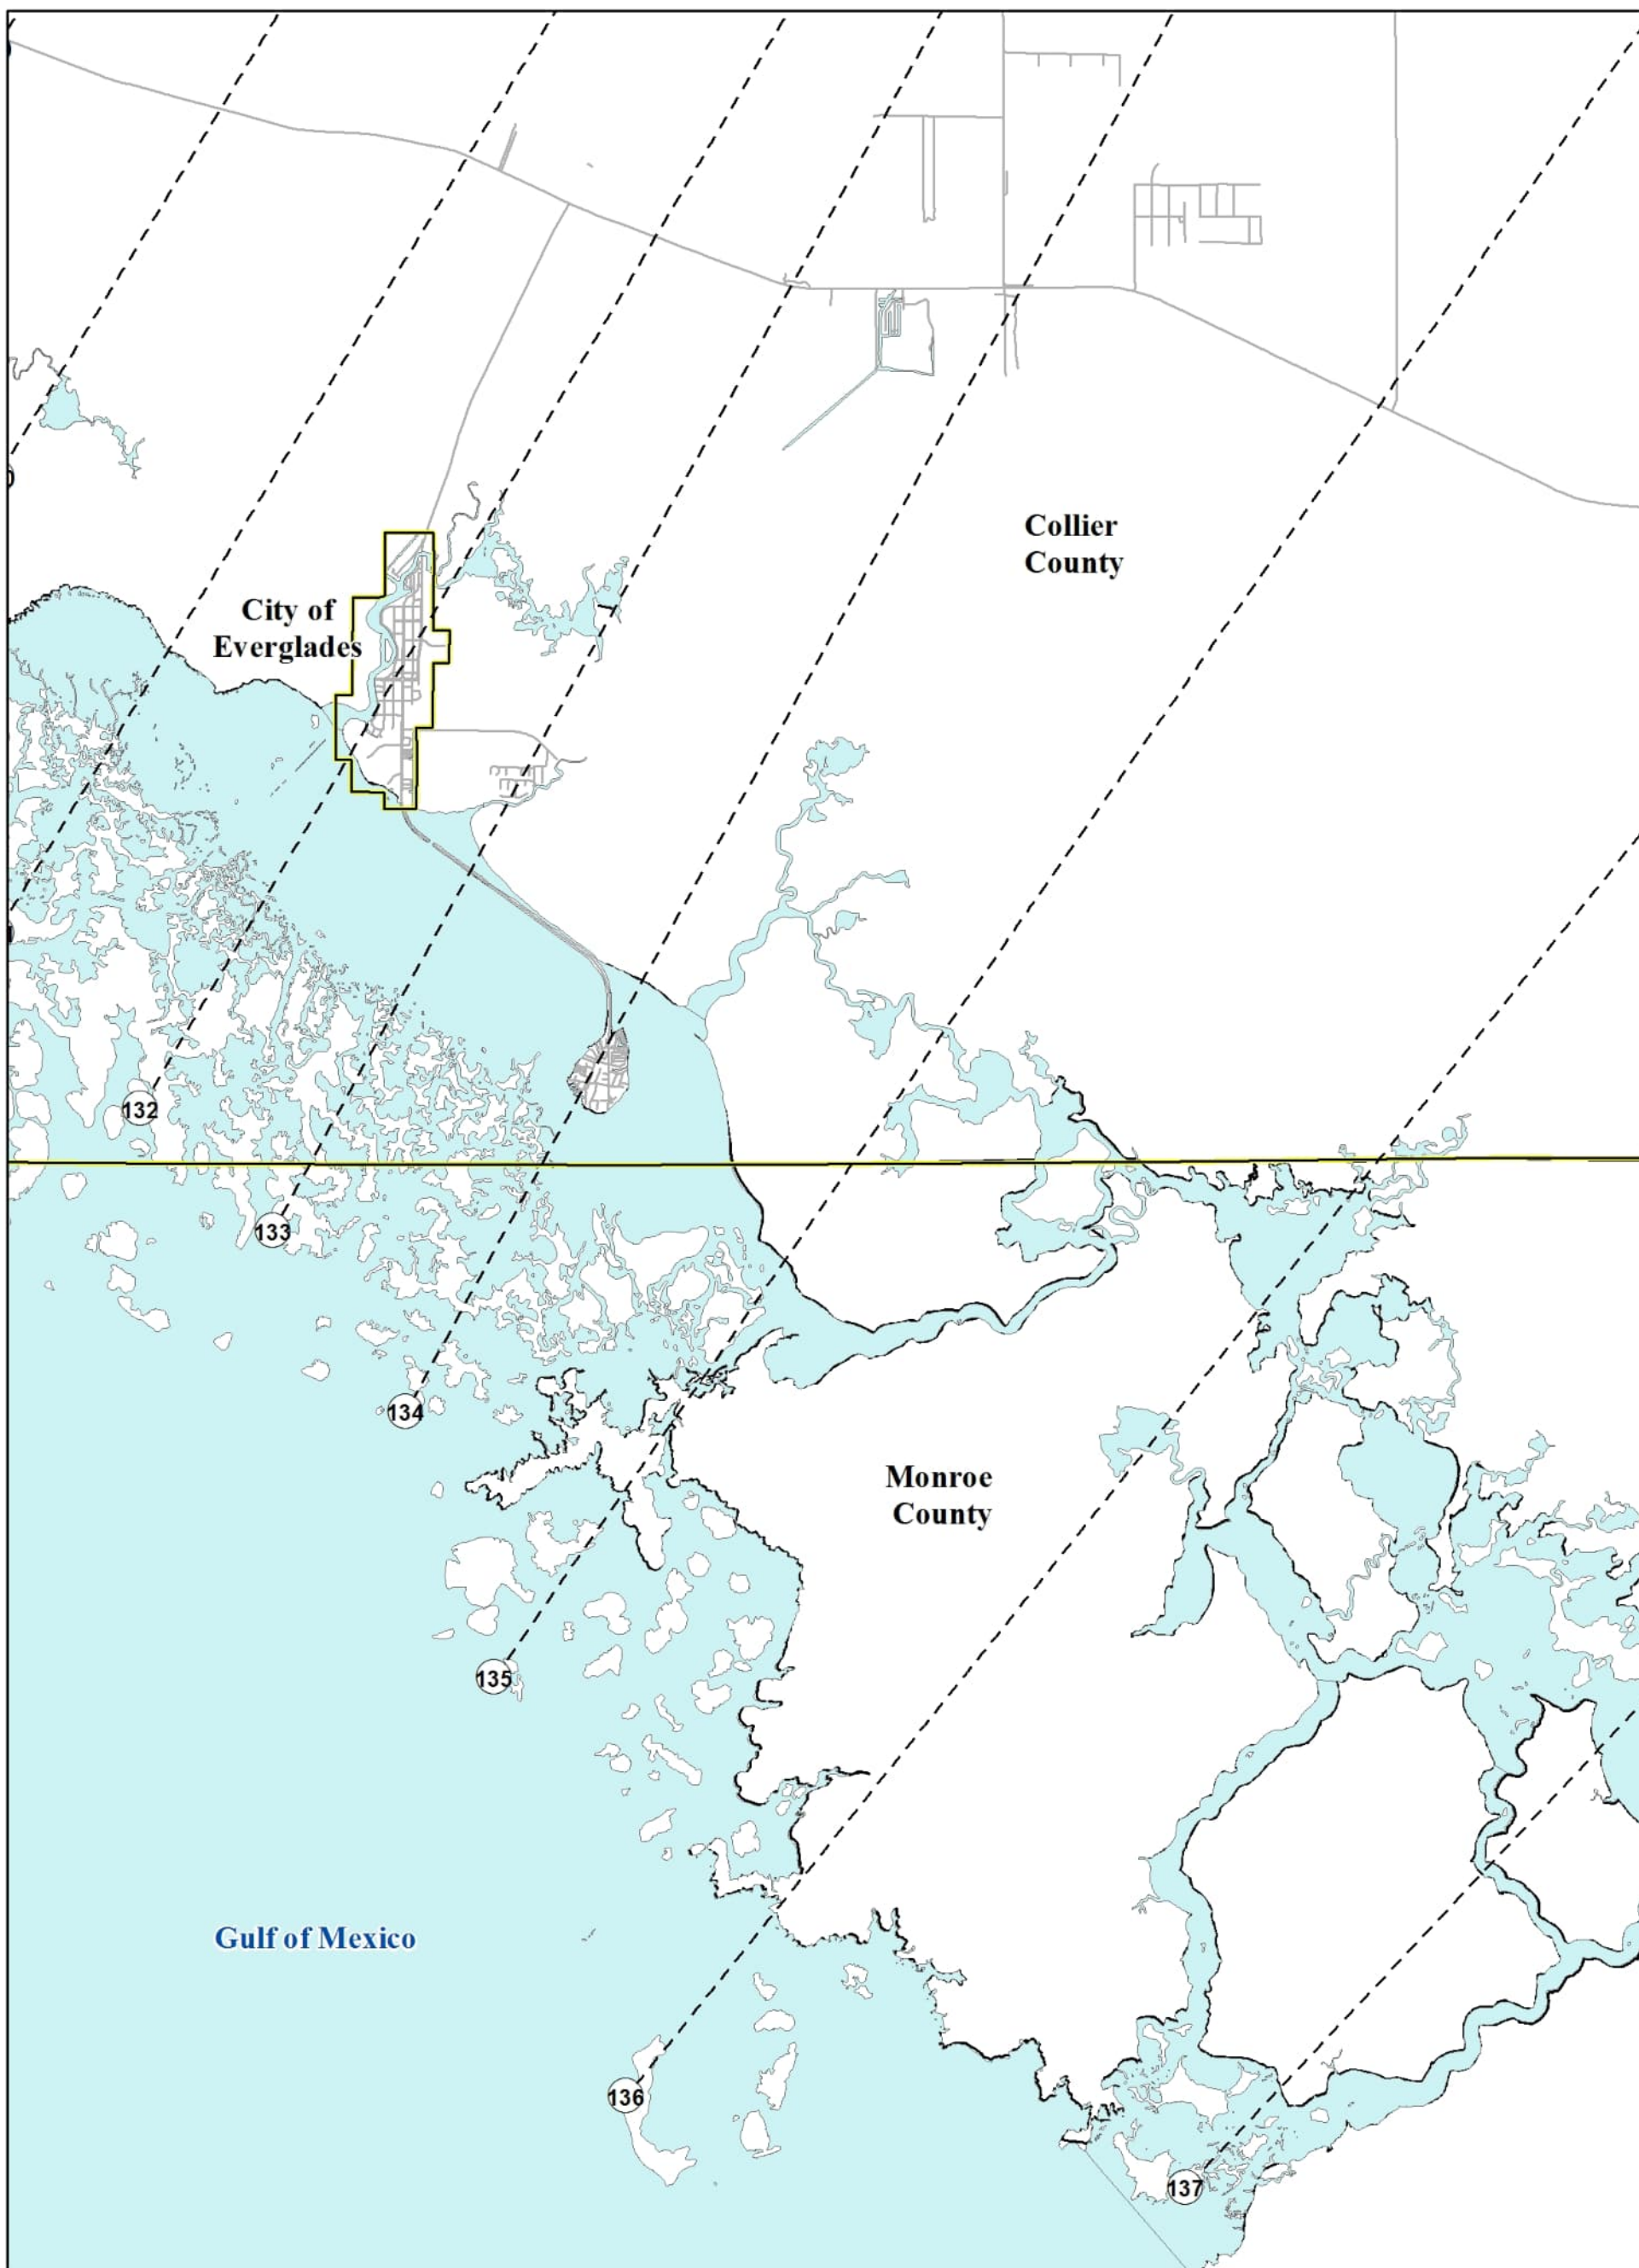 Collier
County
City of
Everglades
132
133
134
Monroe
County
135
Gulf of Mexico
136
137